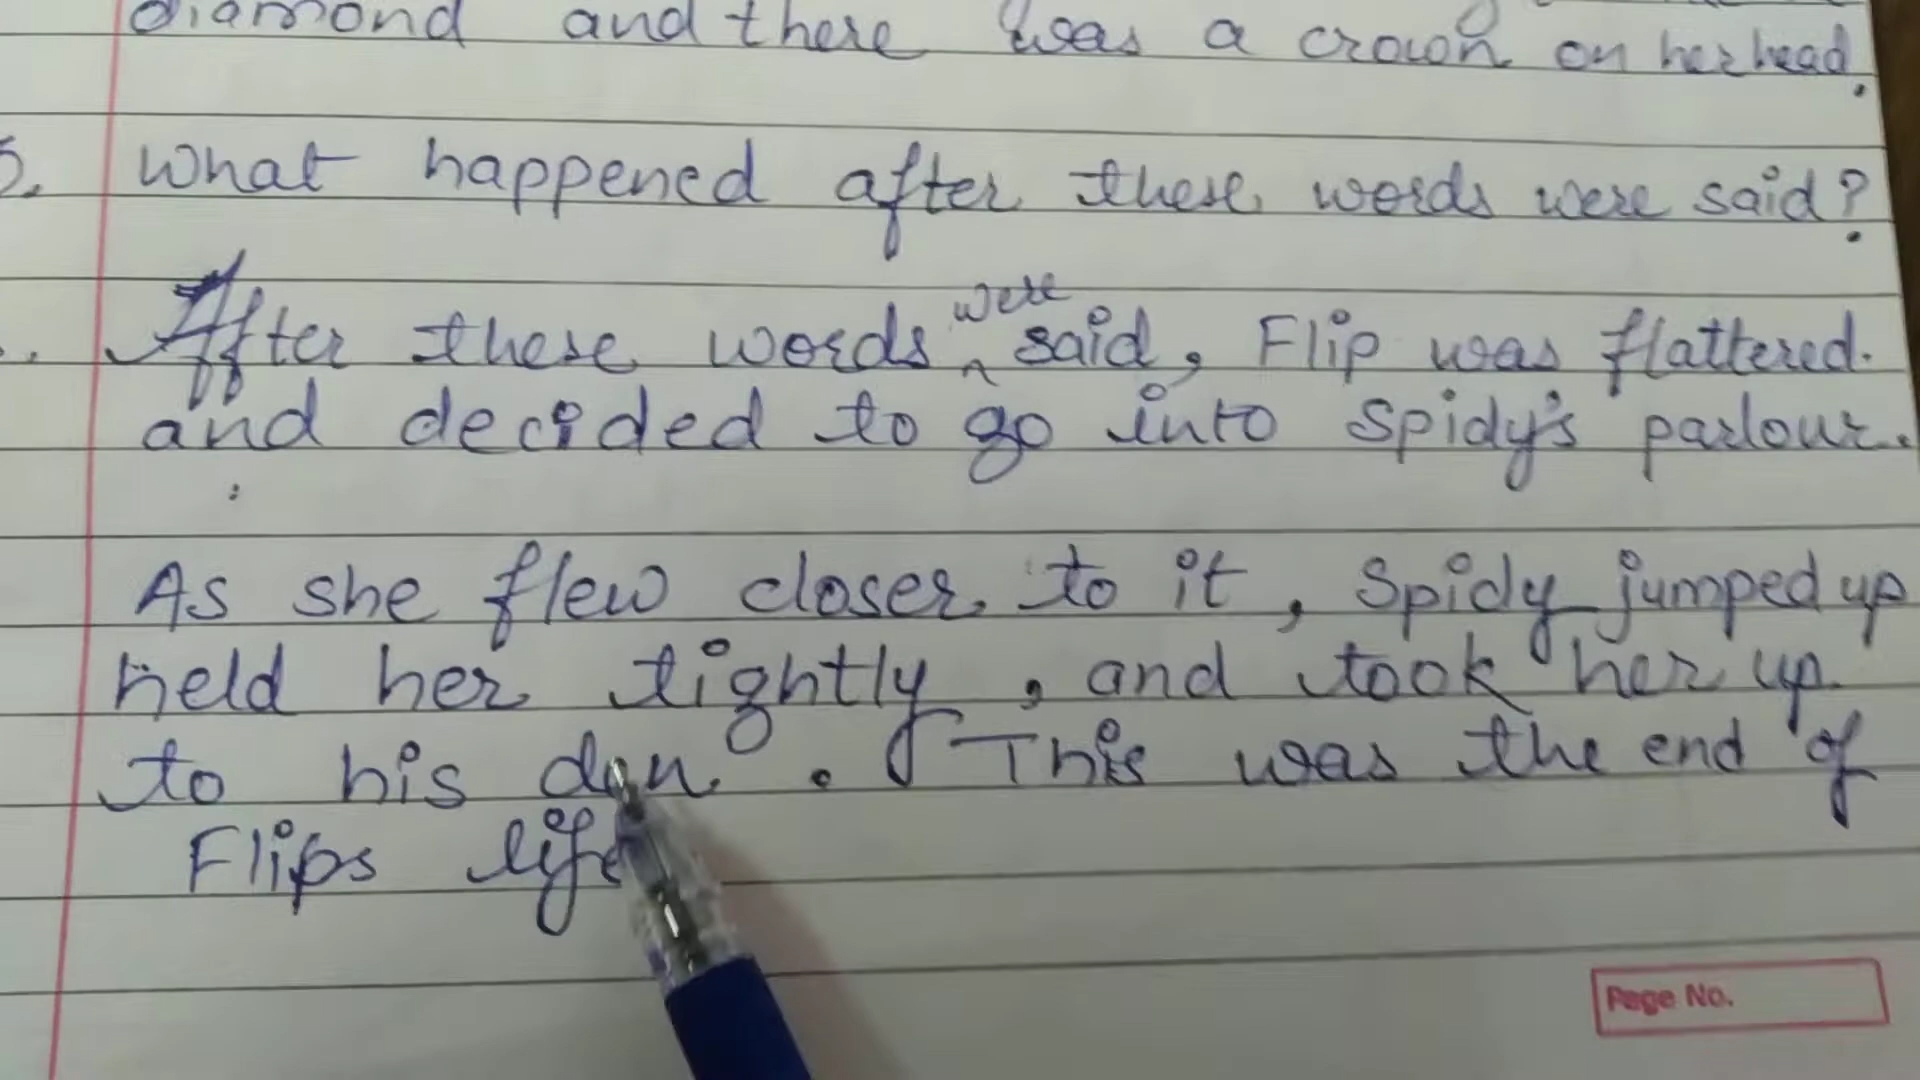 diamond and there was a crown on her head.
5. What happened after these words were said?
After these words were said, Flip was flattered.
and decided to go into Spidy's parlour.
As she flew closer to it, Spidy jumped up
held her tightly, and took her up
to his den. This was the end of
Flips life
Page No.